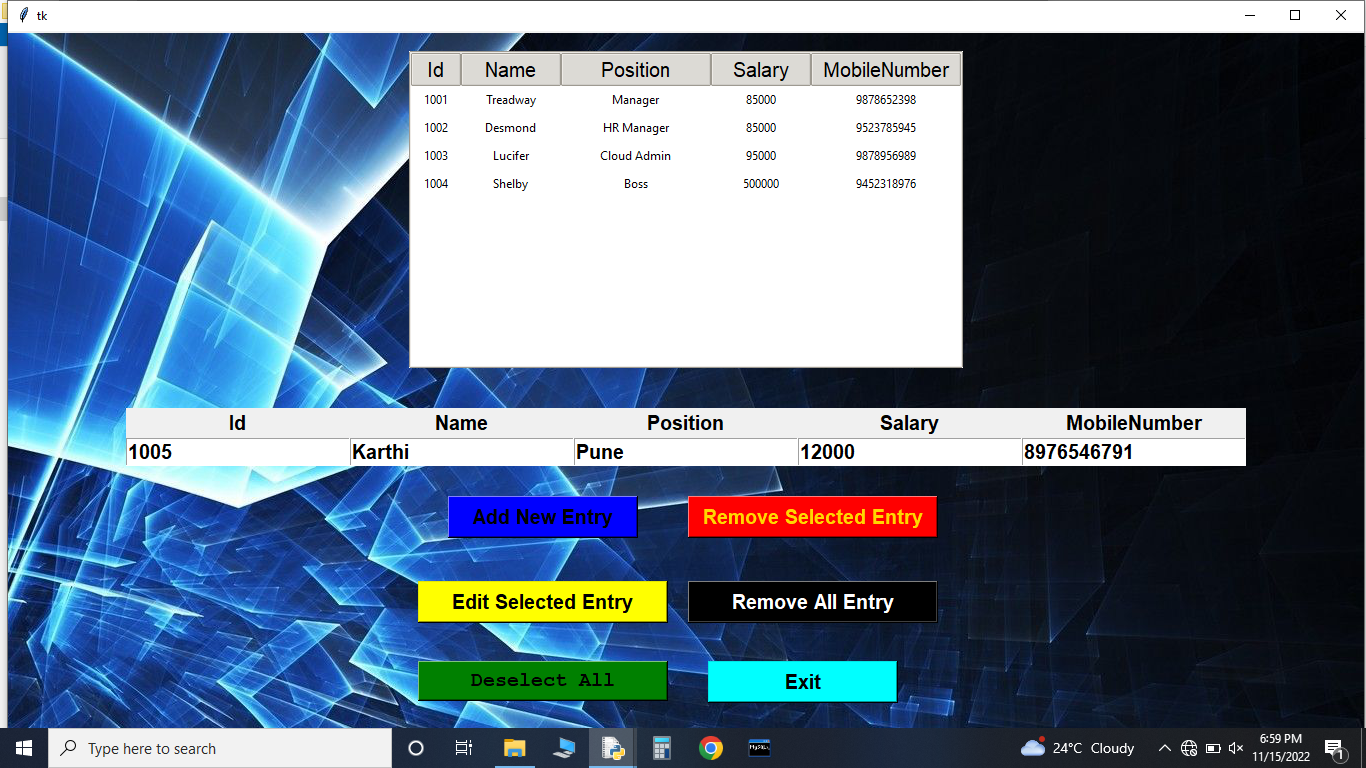 tk
Id Name Position Salary MobileNumber
1001 Treadway Manager 85000 9878652398
1002 Desmond HR Manager 85000 9523785945
1003 Lucifer Cloud Admin 95000 9878956989
1004 Shelby Boss 500000 9452318976
Id Name Position Salary MobileNumber
1005 Karthi Pune 12000 8976546791
Add New Entry Remove Selected Entry
Edit Selected Entry Remove All Entry
Deselect All Exit
Type here to search MySQL 24°C Cloudy 6:59 PM
11/15/2022 1